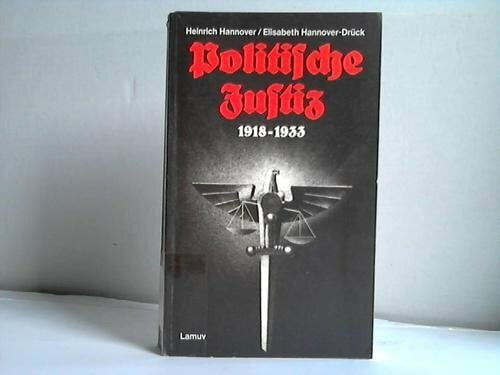 Heinrich Hannover/Elisabeth Hannover-Drück
Politische
Justiz
1918-1933
Lamuv